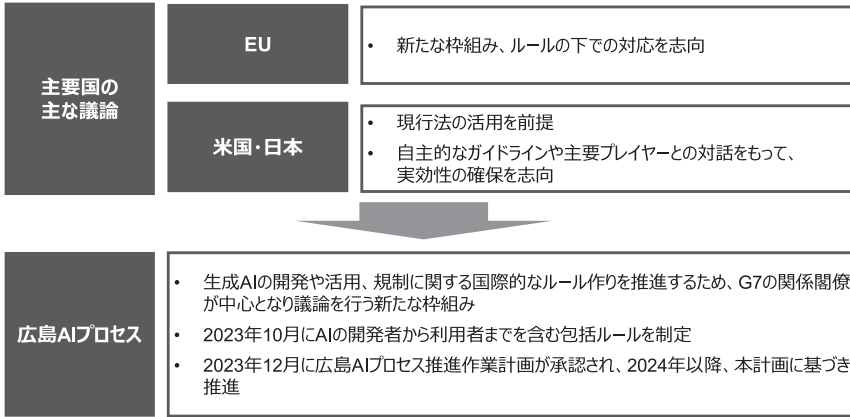 主要国の
主な議論
EU
• 新たな枠組み、ルールの下での対応を志向
米国・日本
• 現行法の活用を前提
• 自主的なガイドラインや主要プレイヤーとの対話をもって、
実効性の確保を志向
広島AIプロセス
• 生成AIの開発や活用、規制に関する国際的なルール作りを推進するため、G7の関係閣僚
が中心となり議論を行う新たな枠組み
• 2023年10月にAIの開発者から利用者までを含む包括ルールを制定
• 2023年12月に広島AIプロセス推進作業計画が承認され、2024年以降、本計画に基づき
推進